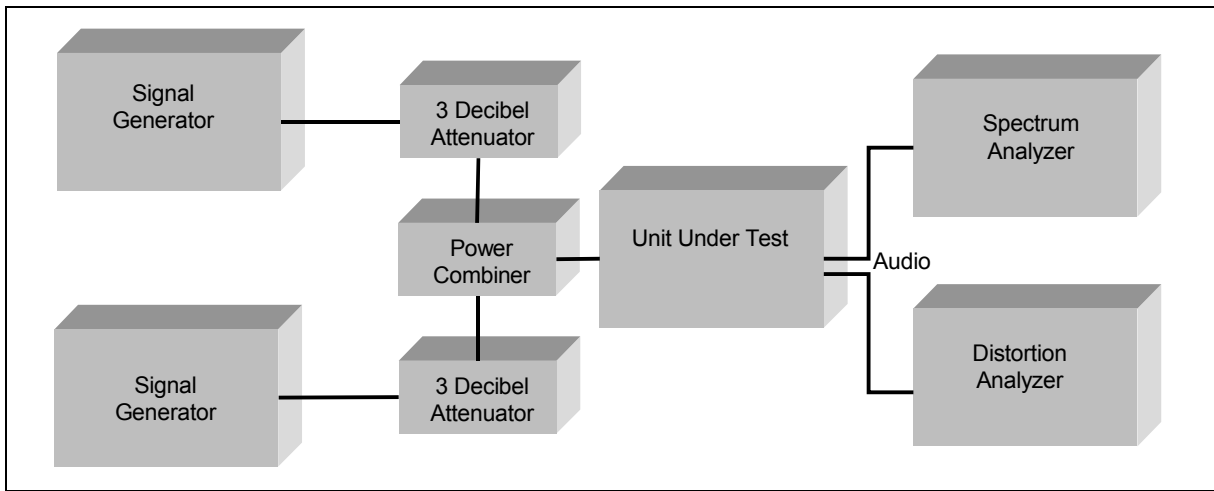 Signal
Generator
3 Decibel
Attenuator
Spectrum
Analyzer
Power
Combiner
Unit Under Test
Audio
Signal
Generator
3 Decibel
Attenuator
Distortion
Analyzer